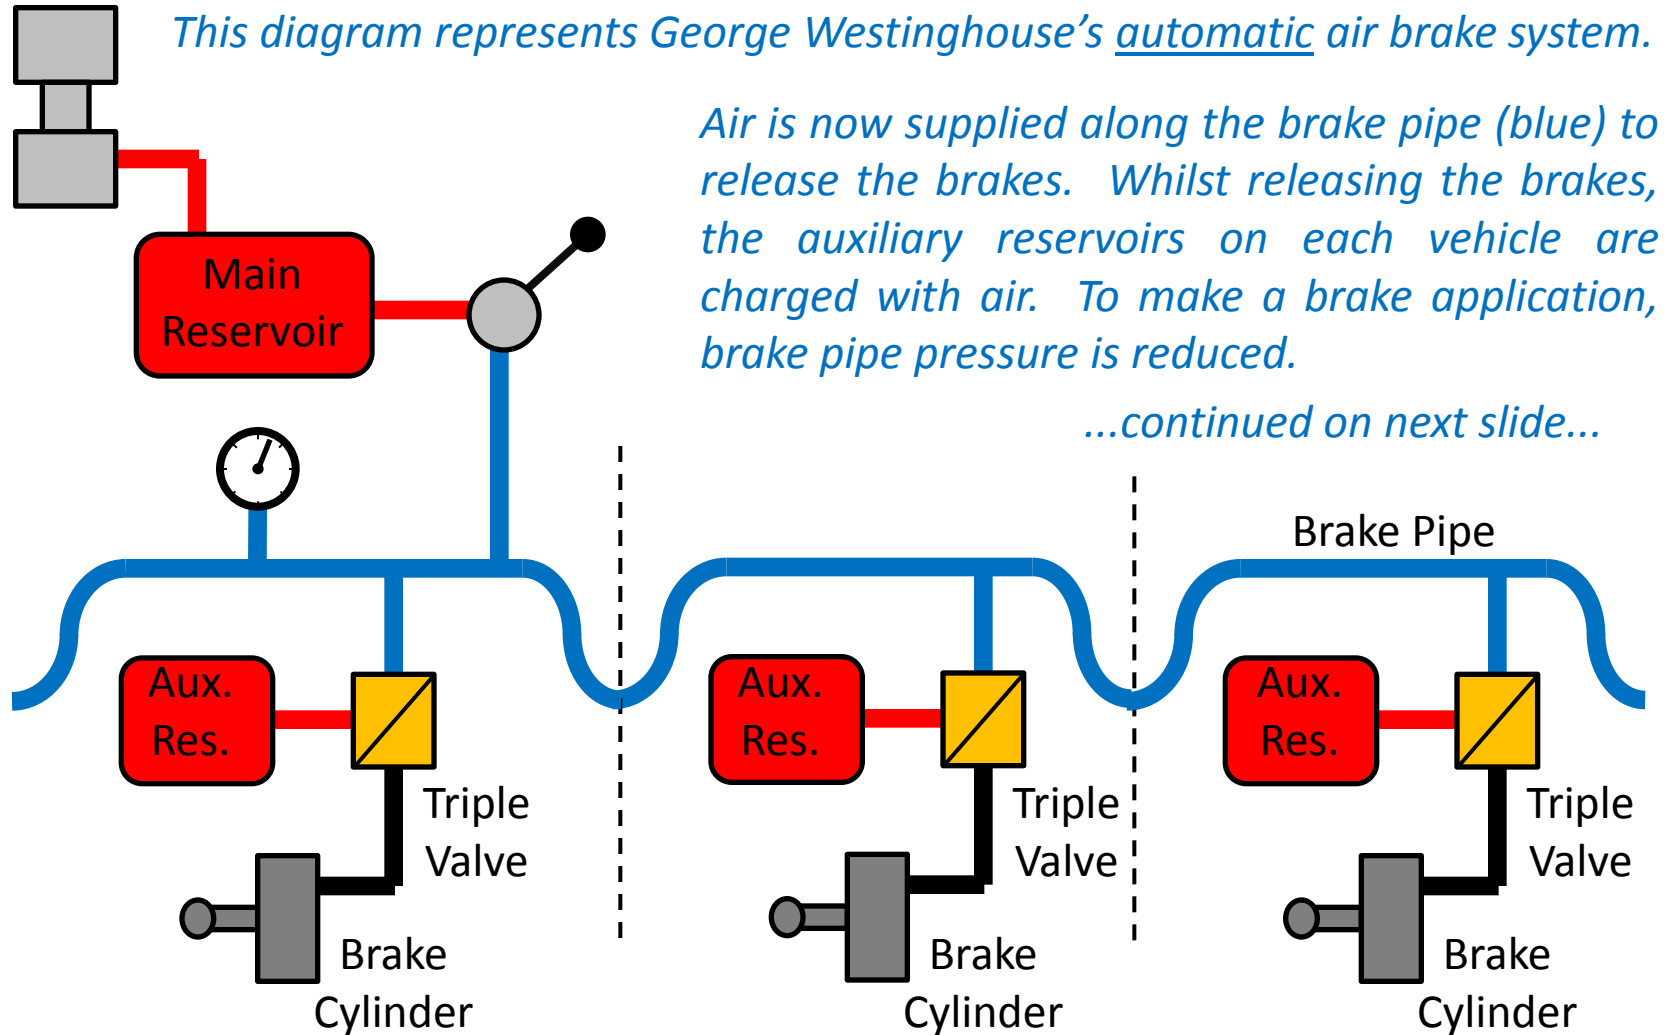 This diagram represents George Westinghouse’s automatic air brake system.
Air is now supplied along the brake pipe (blue) to
release the brakes. Whilst releasing the brakes,
the auxiliary reservoirs on each vehicle are
charged with air. To make a brake application,
brake pipe pressure is reduced.
...continued on next slide...
Main
Reservoir
Brake Pipe
Aux.
Res.
Triple
Valve
Brake
Cylinder
Aux.
Res.
Triple
Valve
Brake
Cylinder
Aux.
Res.
Triple
Valve
Brake
Cylinder